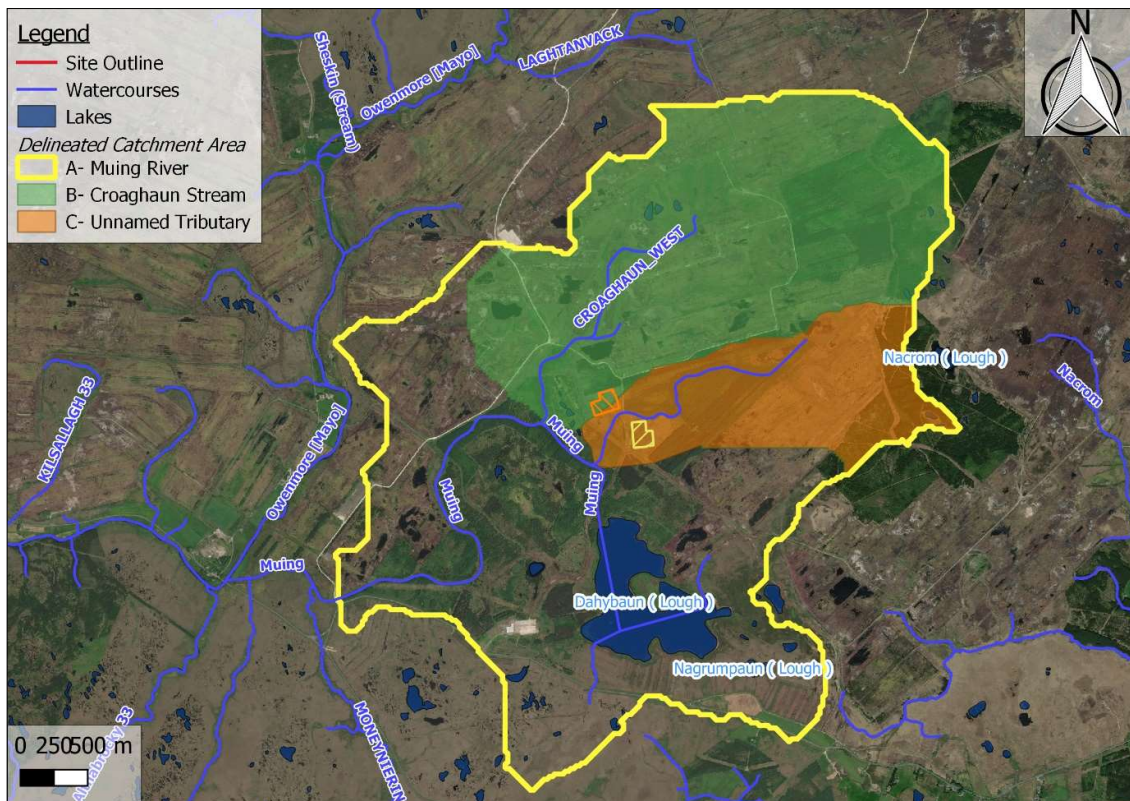 Legend
Site Outline
Watercourses
Lakes
Delineated Catchment Area
A- Muing River
B- Croaghaun Stream
C- Unnamed Tributary
N
Sheskin (Stream)
Owenmore [Mayo]
LAGHTANVACK
CROAGHAUN_WEST
Nacrom ( Lough )
Nacrom
KILSALLAGH 33
Owenmore [Mayo]
Muing
Muing
Muing
Muing
Dahybaun ( Lough )
Nagrumpaun ( Lough )
MONEYNIERIN
0 250500 m